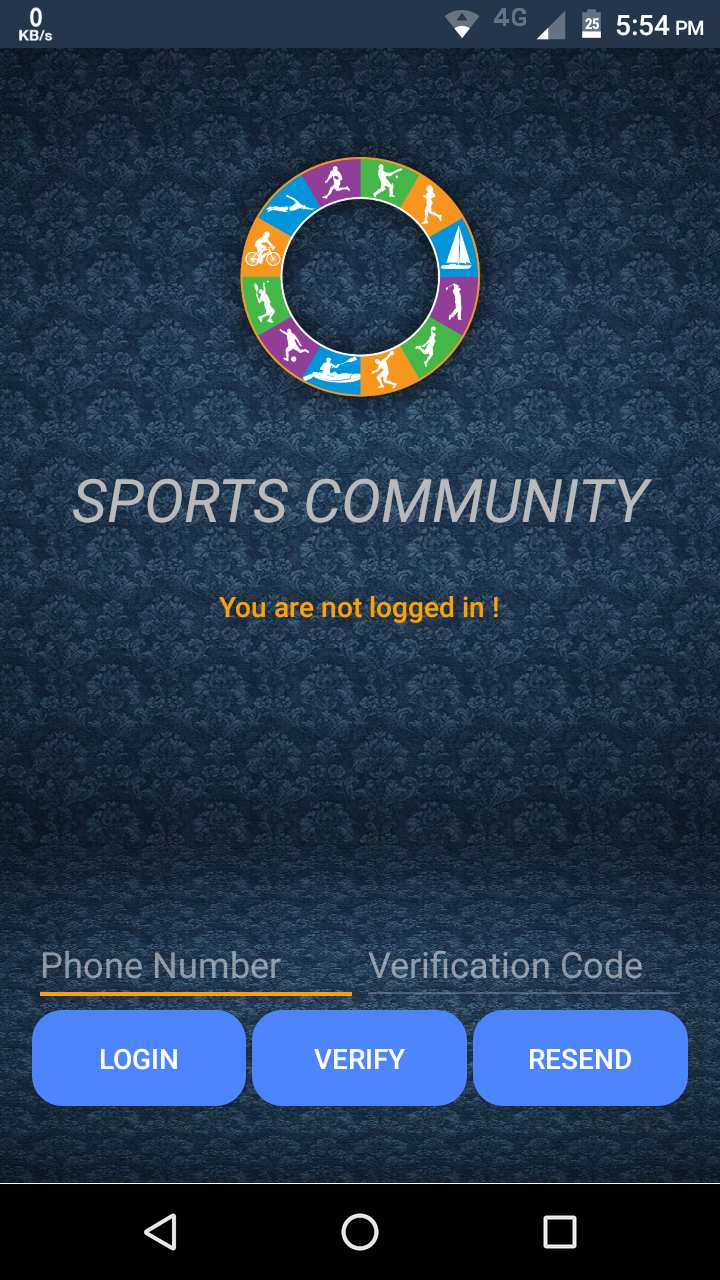 0
KB/s
4G
25
5:54 PM
SPORTS COMMUNITY
You are not logged in !
Phone Number
Verification Code
LOGIN
VERIFY
RESEND